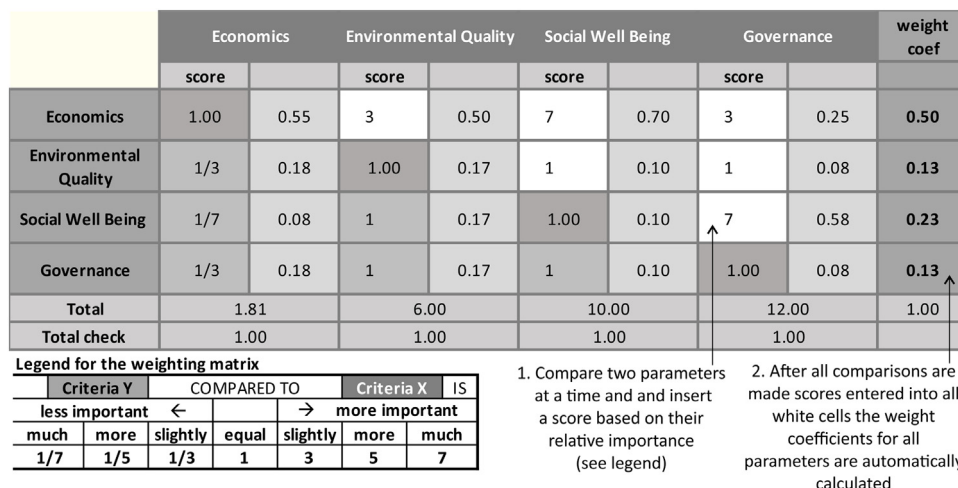 Economics Environmental Quality Social Well Being Governance weight coef
score score score score
Economics 1.00 0.55 3 0.50 7 0.70 3 0.25 0.50
Environmental Quality 1/3 0.18 1.00 0.17 1 0.10 1 0.08 0.13
Social Well Being 1/7 0.08 1 0.17 1.00 0.10 7 0.58 0.23
Governance 1/3 0.18 1 0.17 1 0.10 1.00 0.08 0.13
Total 1.81 6.00 10.00 12.00 1.00
Total check 1.00 1.00 1.00 1.00
Legend for the weighting matrix
Criteria Y COMPARED TO Criteria X IS
less important ← → more important
much more slightly equal slightly more much
1/7 1/5 1/3 1 3 5 7
1. Compare two parameters
at a time and and insert
a score based on their
relative importance
(see legend)
2. After all comparisons are
made scores entered into all
white cells the weight
coefficients for all
parameters are automatically
calculated